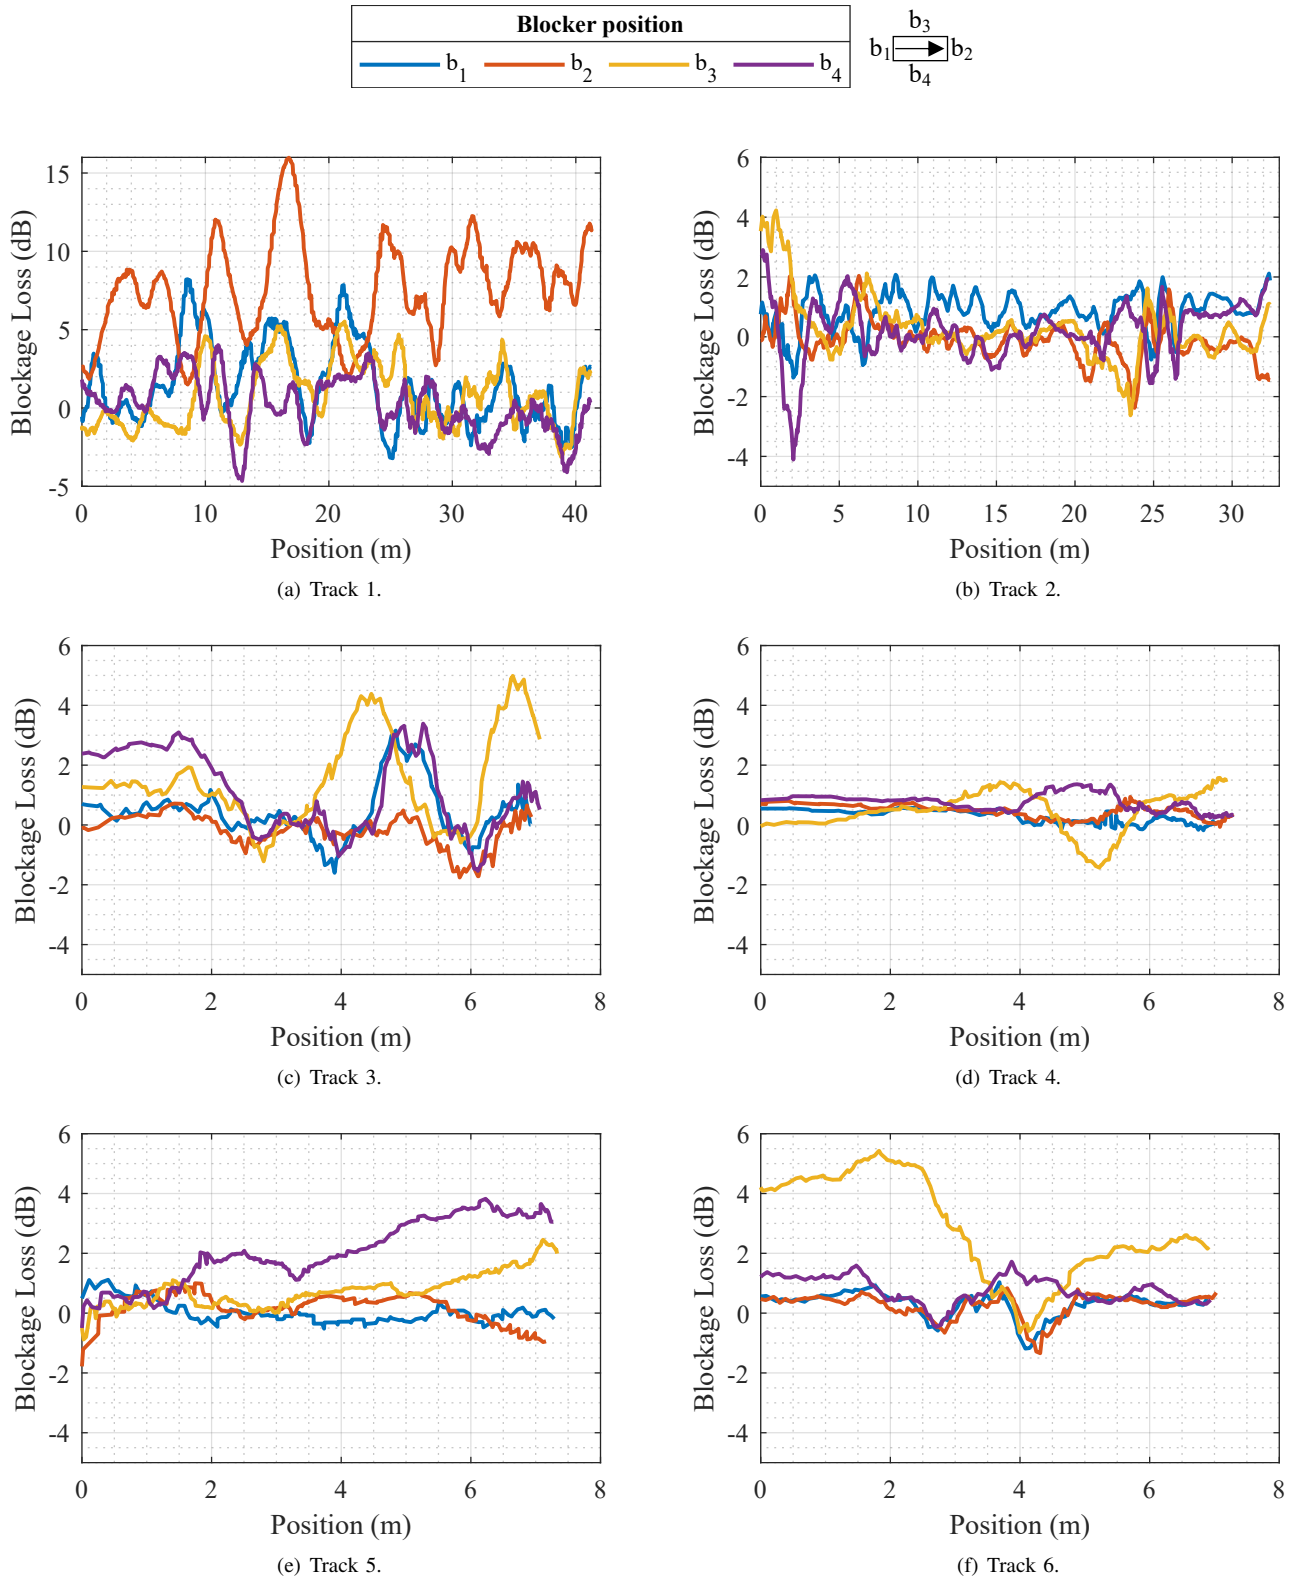 Blocker position
b1 b2 b3 b4
b3
b1 b2
b4
15
10
5
0
-5
Blockage Loss (dB)
0 10 20 30 40
Position (m)
(a) Track 1.
6
4
2
0
-2
-4
Blockage Loss (dB)
0 5 10 15 20 25 30
Position (m)
(b) Track 2.
6
4
2
0
-2
-4
Blockage Loss (dB)
0 2 4 6 8
Position (m)
(c) Track 3.
6
4
2
0
-2
-4
Blockage Loss (dB)
0 2 4 6 8
Position (m)
(d) Track 4.
6
4
2
0
-2
-4
Blockage Loss (dB)
0 2 4 6 8
Position (m)
(e) Track 5.
6
4
2
0
-2
-4
Blockage Loss (dB)
0 2 4 6 8
Position (m)
(f) Track 6.